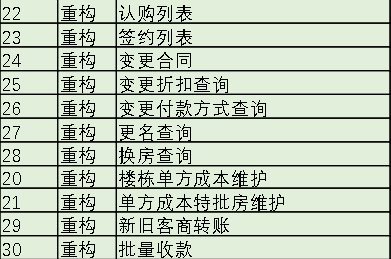 22 重构 认购列表
23 重构 签约列表
24 重构 变更合同
25 重构 变更折扣查询
26 重构 变更付款方式查询
27 重构 更名查询
28 重构 换房查询
20 重构 楼栋单方成本维护
21 重构 单方成本特批房维护
29 重构 新旧客商转账
30 重构 批量收款